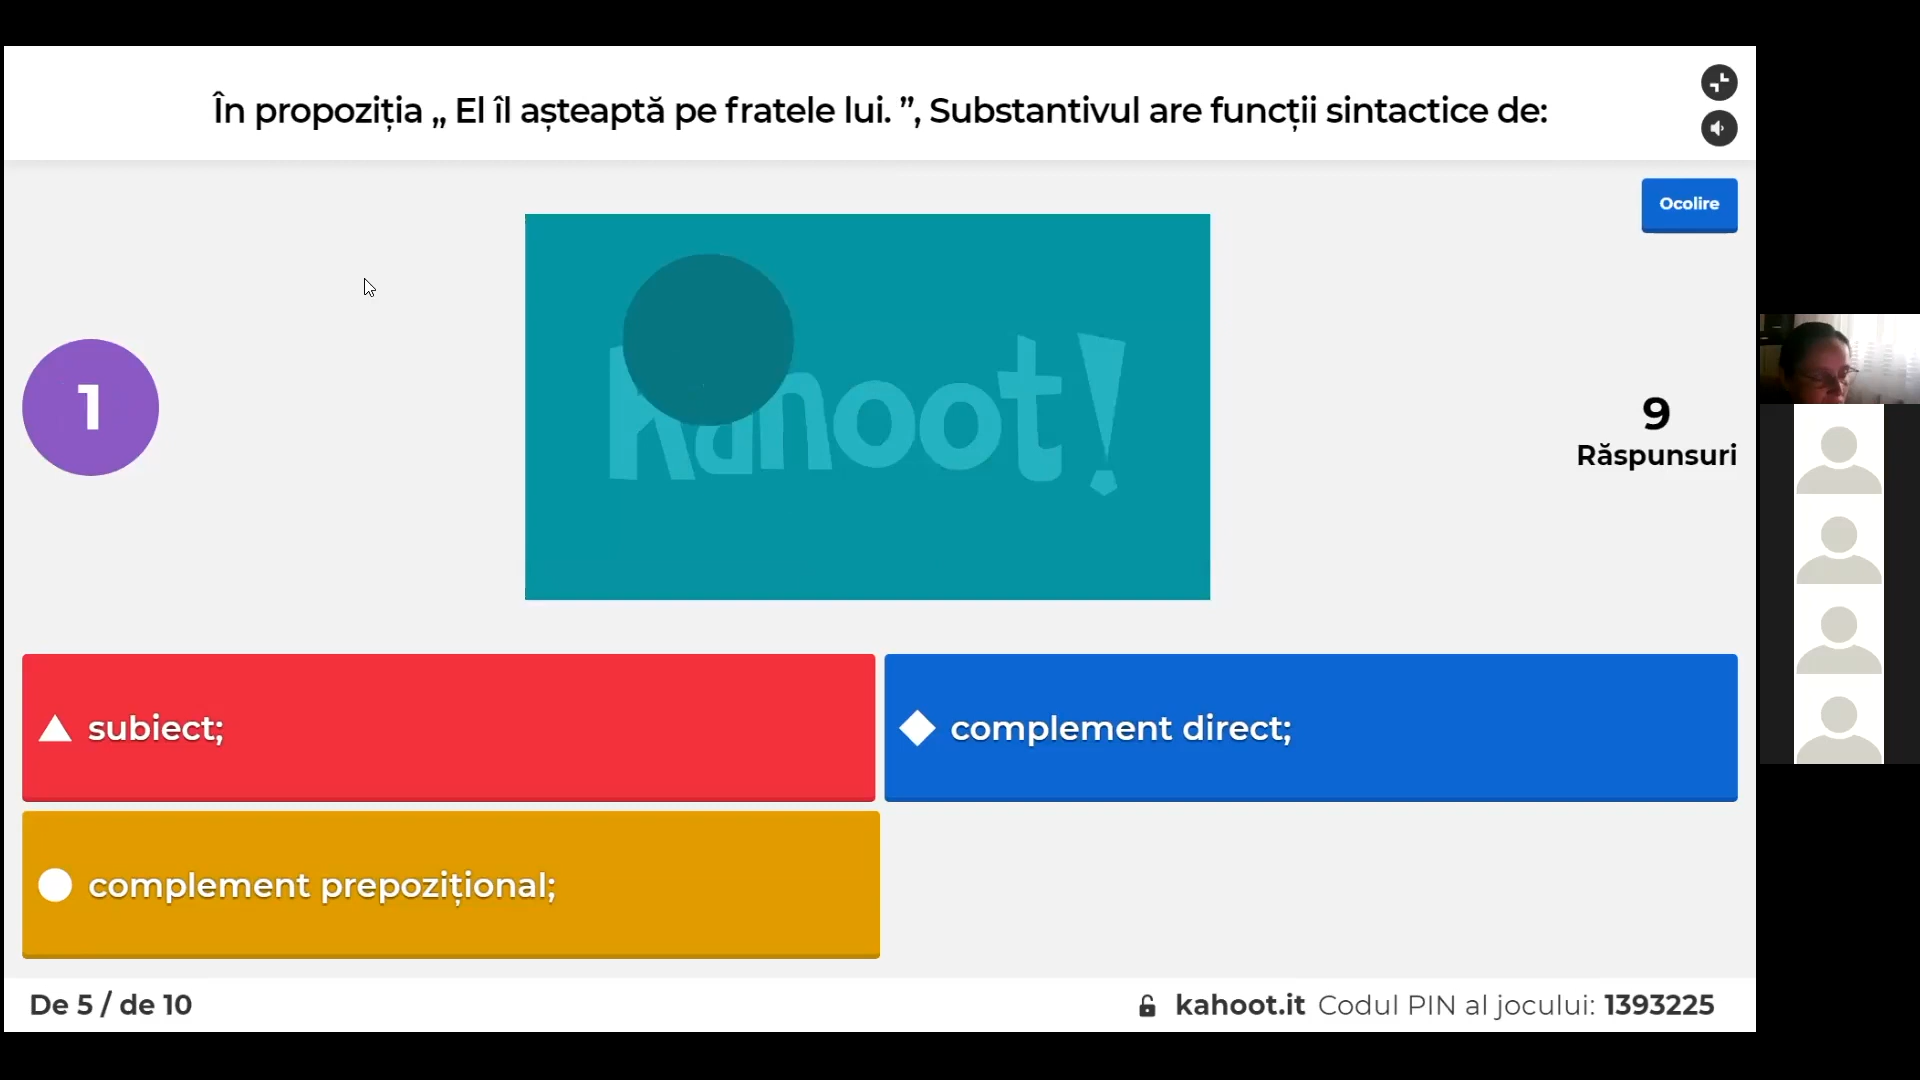 În propoziția „ El îl așteaptă pe fratele lui. ”, Substantivul are funcții sintactice de:
Ocolire
1
kahoot!
9
Răspunsuri
subiect;
complement direct;
complement prepozițional;
De 5 / de 10
kahoot.it Codul PIN al jocului: 1393225